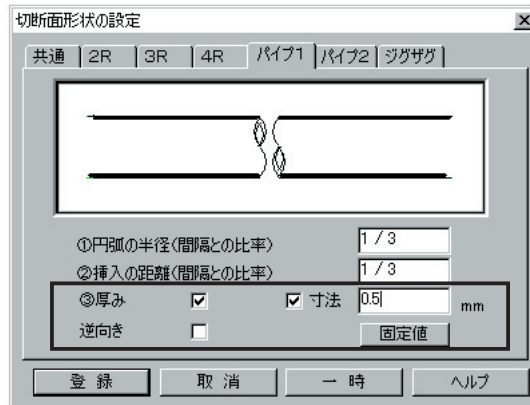 切断面形状の設定
共通 2R 3R 4R パイプ1 パイプ2 ジグザグ
①円弧の半径(間隔との比率) 1 / 3
②挿入の距離(間隔との比率) 1 / 3
③厚み 寸法 0.5 mm
逆向き 固定値
登 録 取 消 一 時 ヘルプ